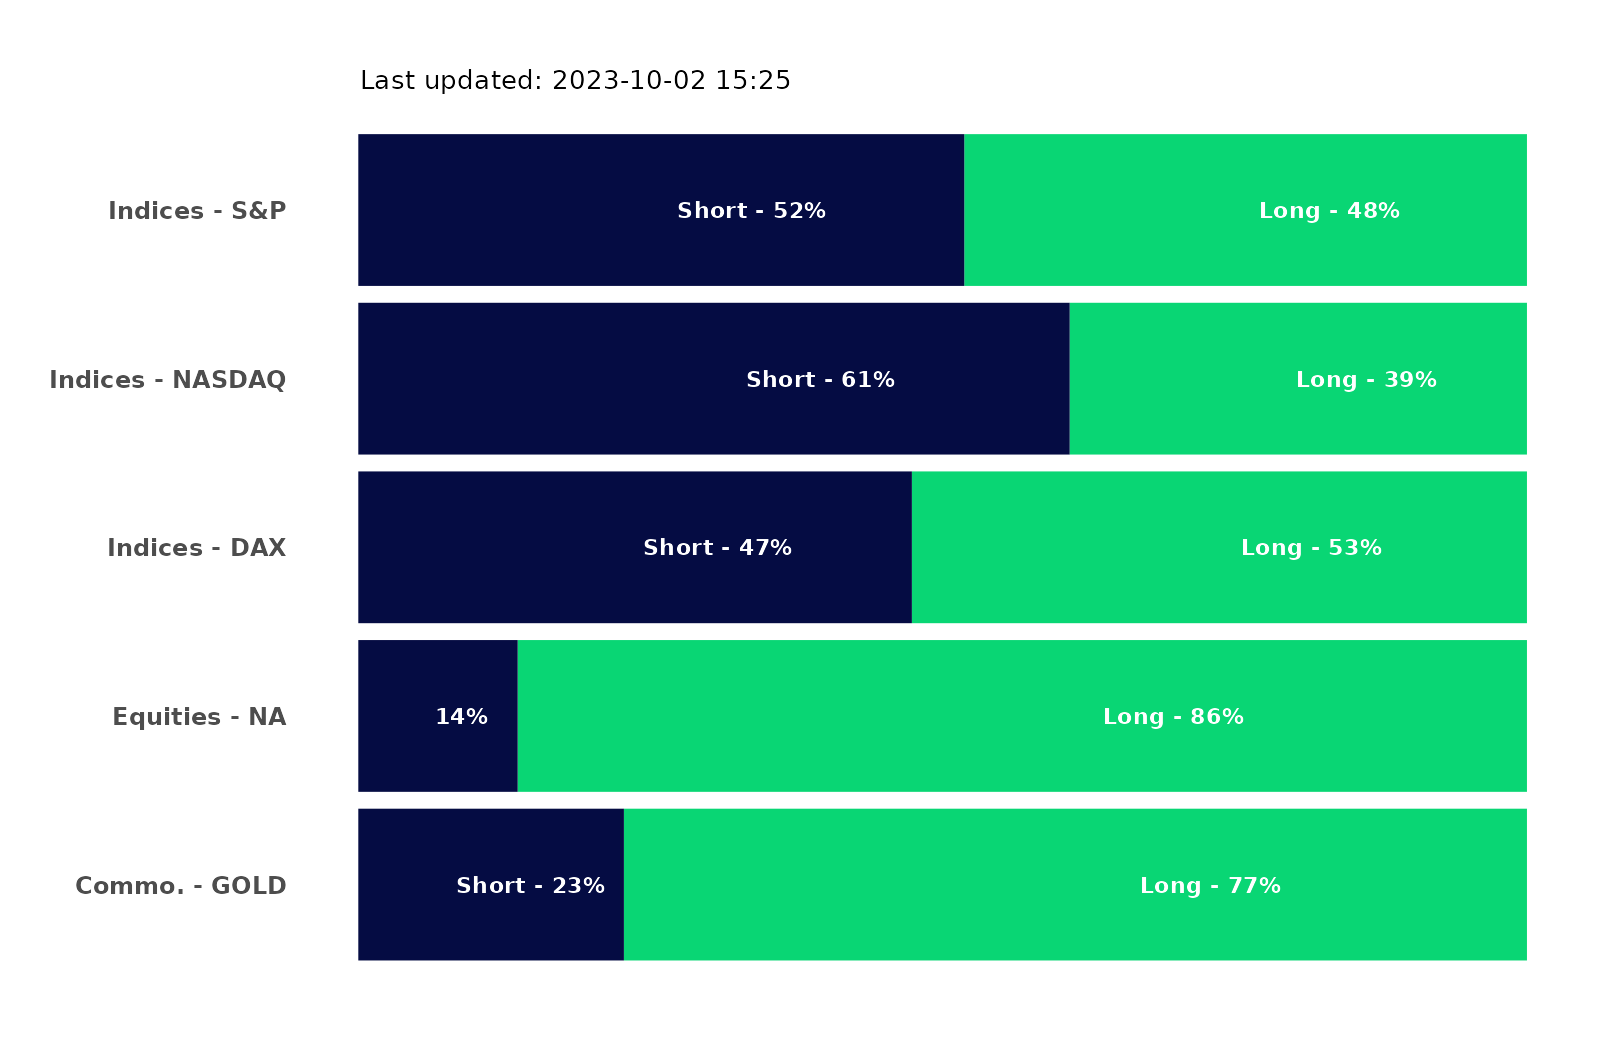 Last updated: 2023-10-02 15:25
Indices - S&P Short - 52% Long - 48%
Indices - NASDAQ Short - 61% Long - 39%
Indices - DAX Short - 47% Long - 53%
Equities - NA 14% Long - 86%
Commo. - GOLD Short - 23% Long - 77%